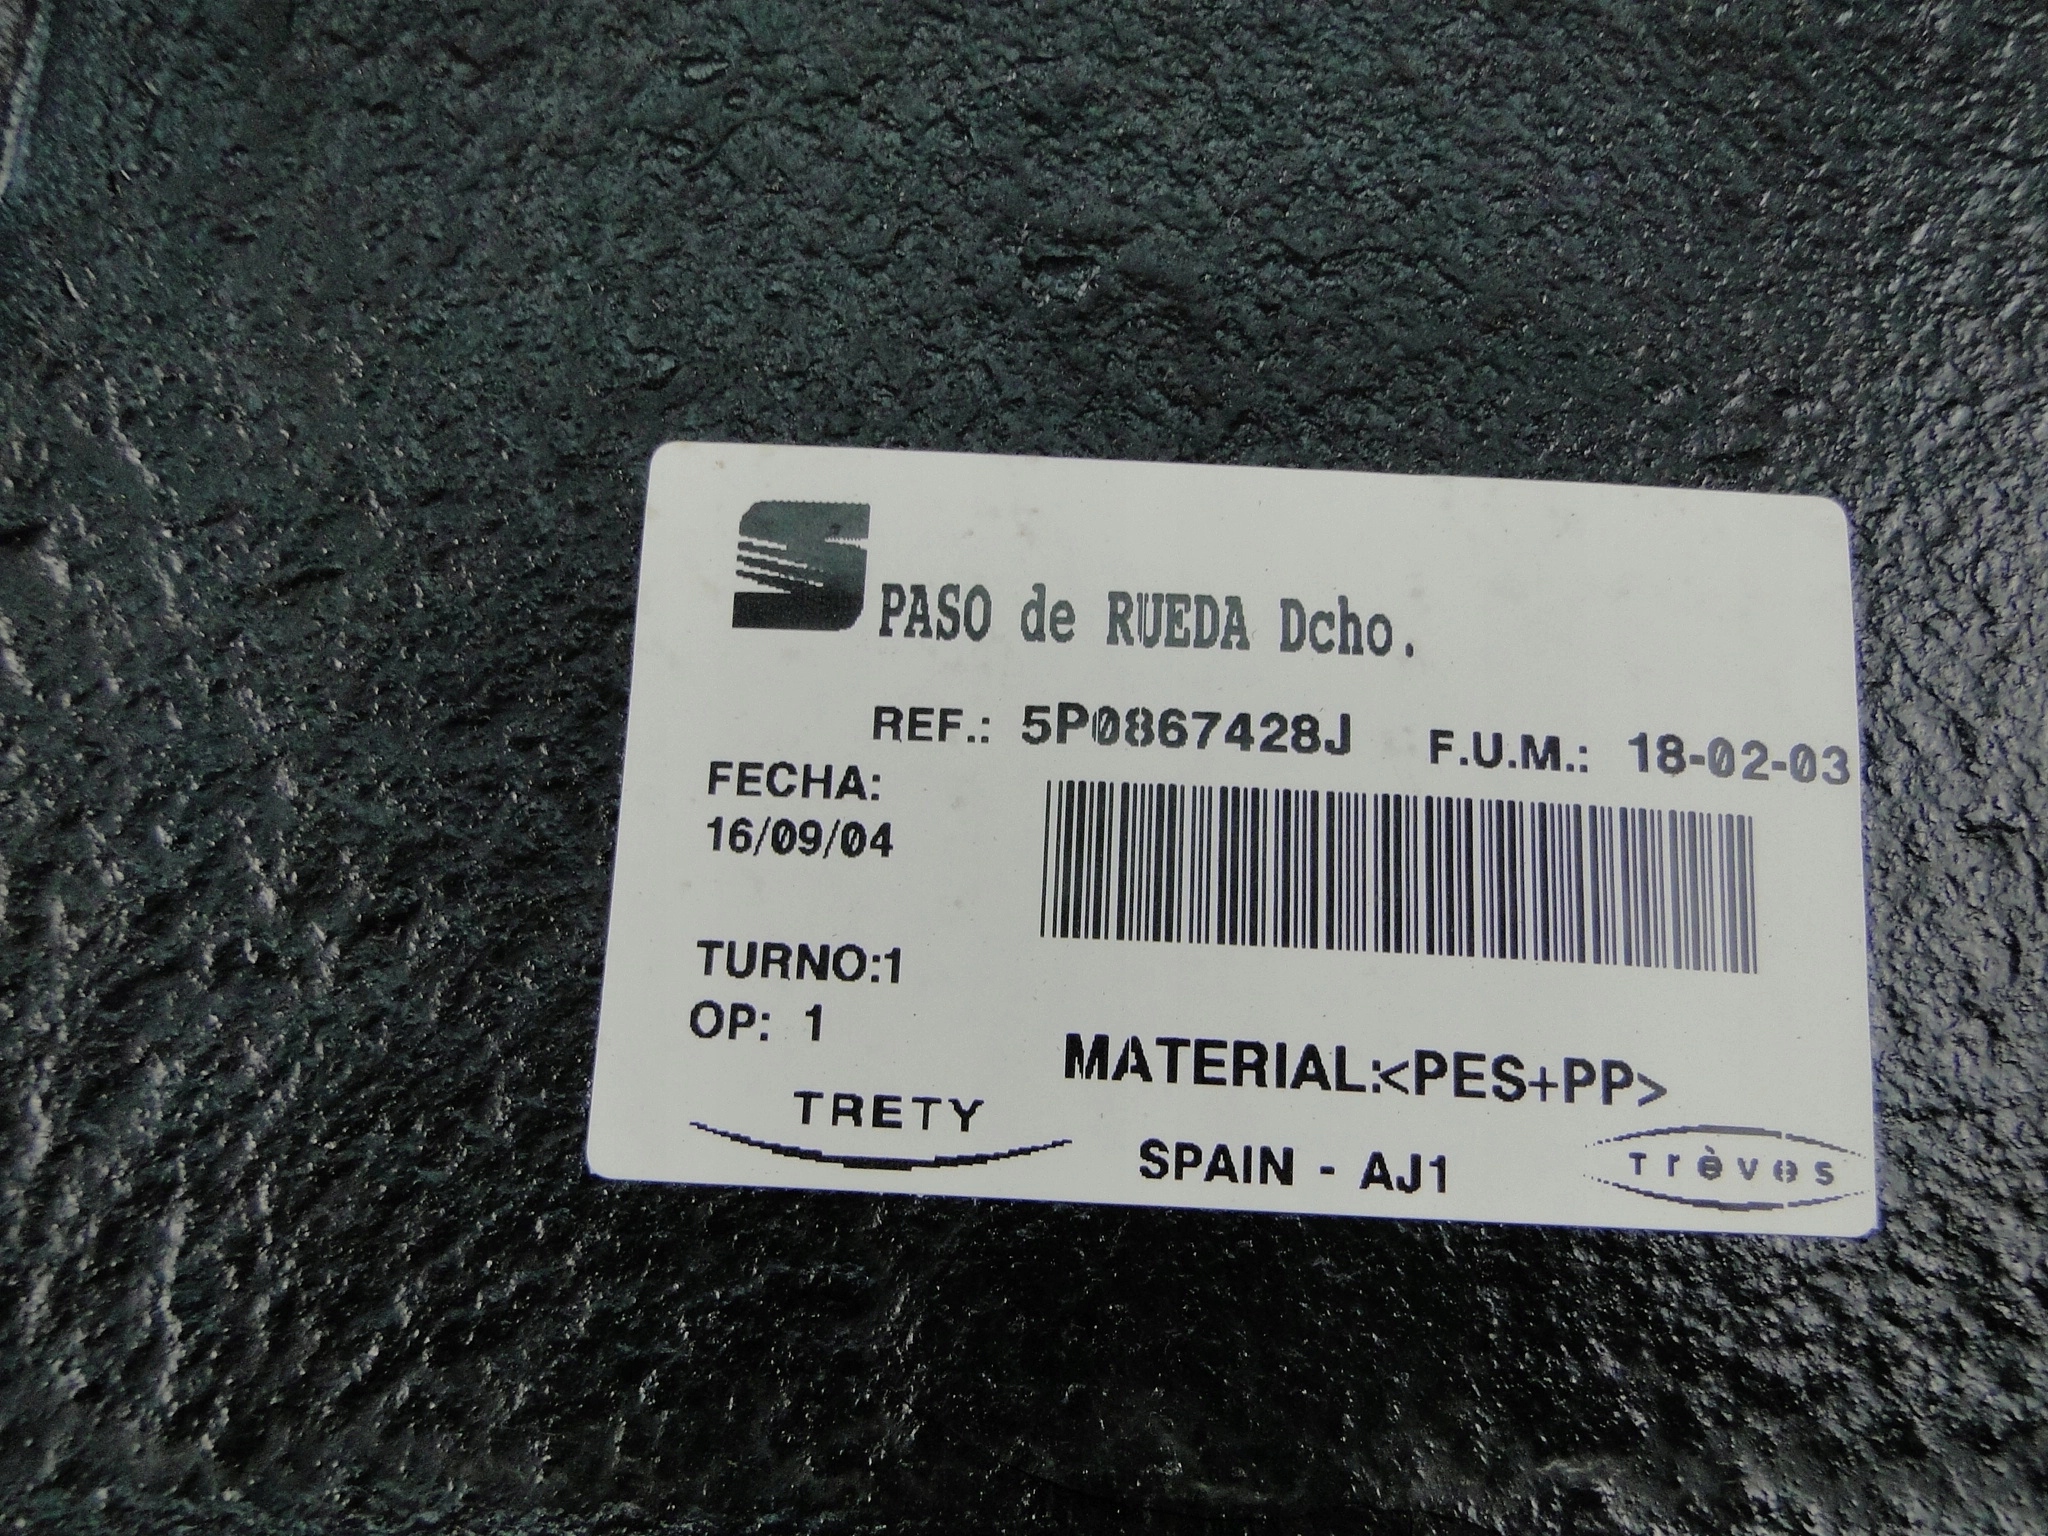 PASO de RUEDA Dcho.
REF.: 5P0867428J F.U.M.: 18-02-03
FECHA:
16/09/04
TURNO:1
OP: 1
MATERIAL:<PES+PP>
TRETY
SPAIN - AJ1
Trèves